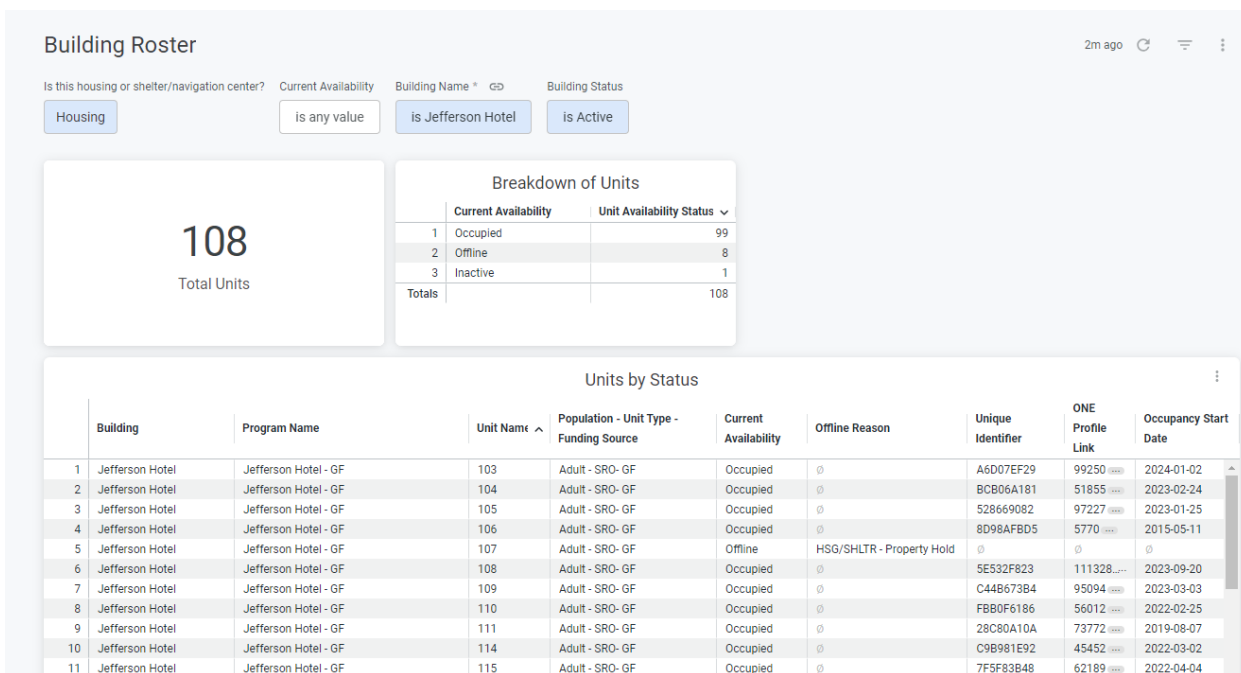 Building Roster
2m ago
Is this housing or shelter/navigation center? Current Availability Building Name * Building Status
Housing is any value is Jefferson Hotel is Active
108
Total Units
Breakdown of Units
Current Availability Unit Availability Status
1 Occupied 99
2 Offline 8
3 Inactive 1
Totals 108
Units by Status
Building Program Name Unit Name Population - Unit Type - Funding Source Current Availability Offline Reason Unique Identifier ONE Profile Link Occupancy Start Date
1 Jefferson Hotel Jefferson Hotel - GF 103 Adult - SRO- GF Occupied ∅ A6D07EF29 99250 ... 2024-01-02
2 Jefferson Hotel Jefferson Hotel - GF 104 Adult - SRO- GF Occupied ∅ BCB06A181 51855 ... 2023-02-24
3 Jefferson Hotel Jefferson Hotel - GF 105 Adult - SRO- GF Occupied ∅ 528669082 97227 ... 2023-01-25
4 Jefferson Hotel Jefferson Hotel - GF 106 Adult - SRO- GF Occupied ∅ 8D98AFBD5 5770 ... 2015-05-11
5 Jefferson Hotel Jefferson Hotel - GF 107 Adult - SRO- GF Offline HSG/SHLTR - Property Hold ∅ ∅ ∅
6 Jefferson Hotel Jefferson Hotel - GF 108 Adult - SRO- GF Occupied ∅ 5E532F823 111328... 2023-09-20
7 Jefferson Hotel Jefferson Hotel - GF 109 Adult - SRO- GF Occupied ∅ C44B673B4 95094 ... 2023-03-03
8 Jefferson Hotel Jefferson Hotel - GF 110 Adult - SRO- GF Occupied ∅ FBB0F6186 56012 ... 2022-02-25
9 Jefferson Hotel Jefferson Hotel - GF 111 Adult - SRO- GF Occupied ∅ 28C80A10A 73772 ... 2019-08-07
10 Jefferson Hotel Jefferson Hotel - GF 114 Adult - SRO- GF Occupied ∅ C9B981E92 45452 ... 2022-03-02
11 Jefferson Hotel Jefferson Hotel - GF 115 Adult - SRO- GF Occupied ∅ 7F5F83B48 62189 ... 2022-04-04